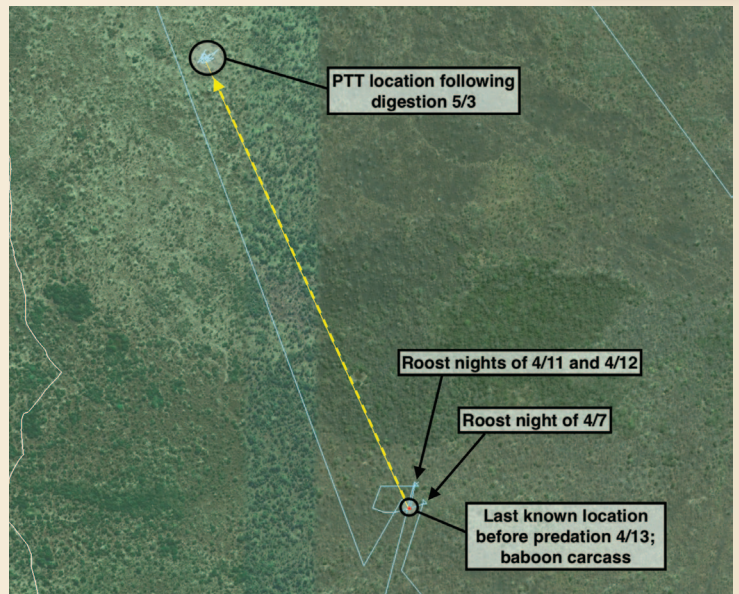 PTT location following
digestion 5/3
Roost nights of 4/11 and 4/12
Roost night of 4/7
Last known location
before predation 4/13;
baboon carcass